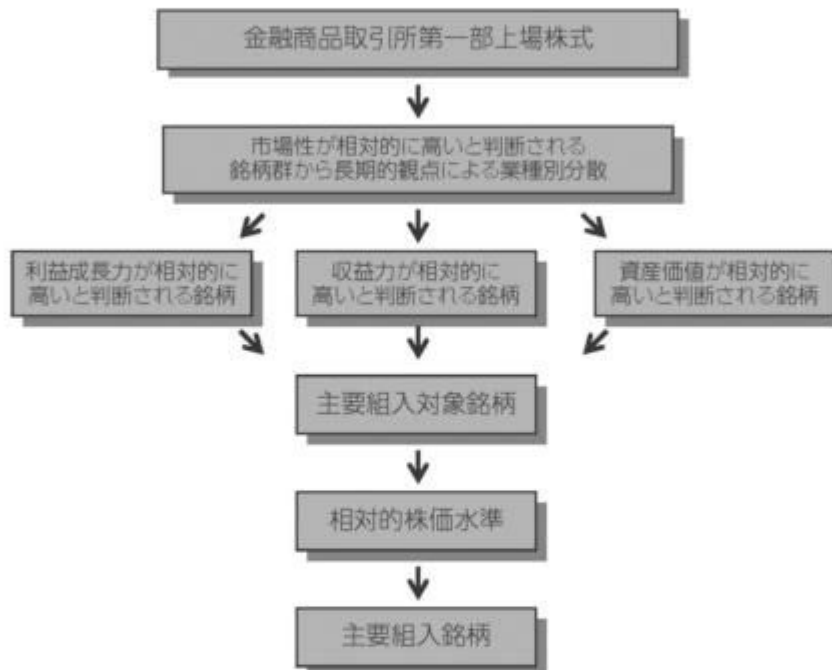 金融商品取引所第一部上場株式
市場性が相対的に高いと判断される
銘柄群から長期的観点による業種別分散
利益成長力が相対的に
高いと判断される銘柄
収益力が相対的に
高いと判断される銘柄
資産価値が相対的に
高いと判断される銘柄
主要組入対象銘柄
相対的株価水準
主要組入銘柄